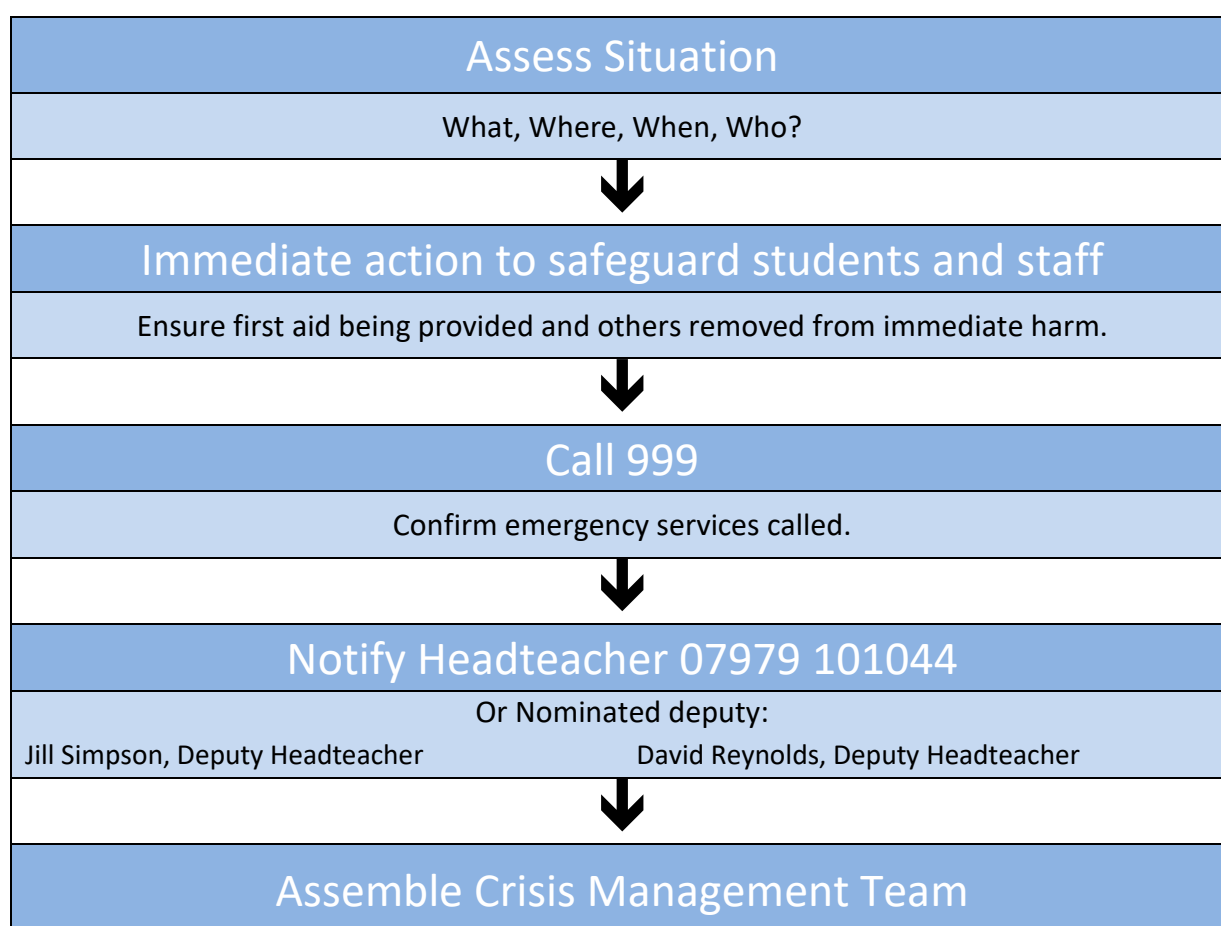 Assess Situation
What, Where, When, Who?
Immediate action to safeguard students and staff
Ensure first aid being provided and others removed from immediate harm.
Call 999
Confirm emergency services called.
Notify Headteacher 07979 101044
Or Nominated deputy:
Jill Simpson, Deputy Headteacher David Reynolds, Deputy Headteacher
Assemble Crisis Management Team